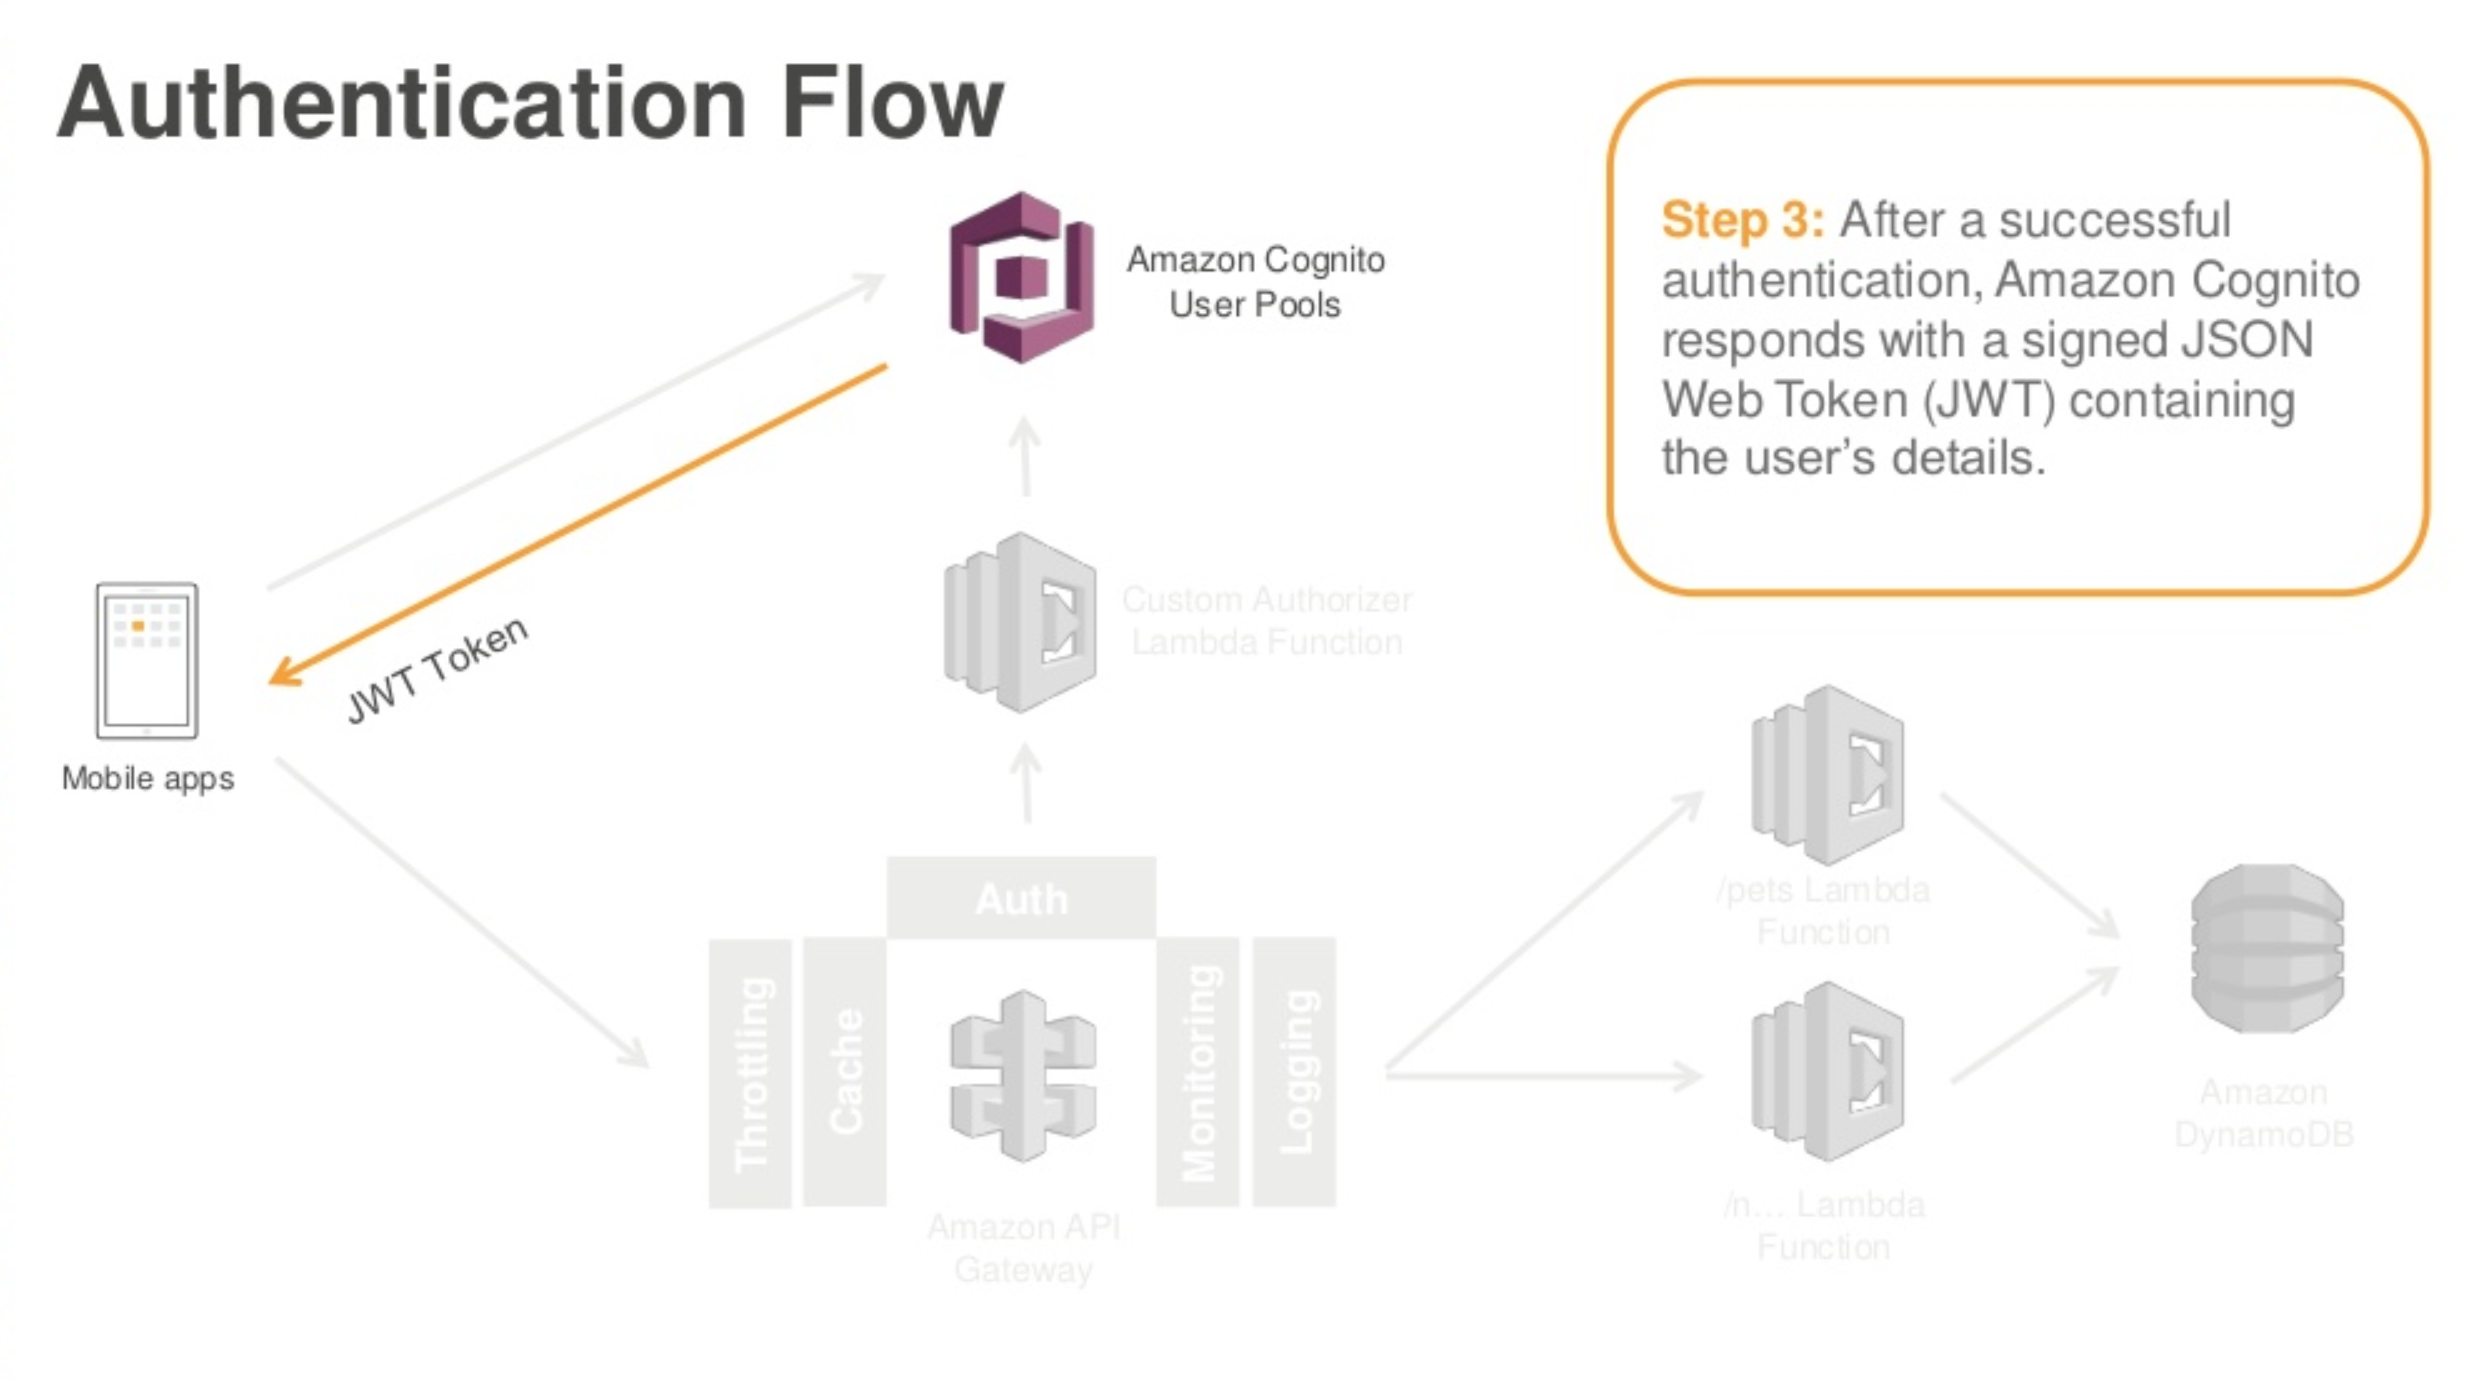 Authentication Flow
Amazon Cognito
User Pools
Step 3: After a successful
authentication, Amazon Cognito
responds with a signed JSON
Web Token (JWT) containing
the user’s details.
JWT Token
Mobile apps
Custom Authorizer
Lambda Function
Auth
Throttling
Cache
Monitoring
Logging
Amazon API
Gateway
/pets Lambda
Function
/n... Lambda
Function
Amazon
DynamoDB